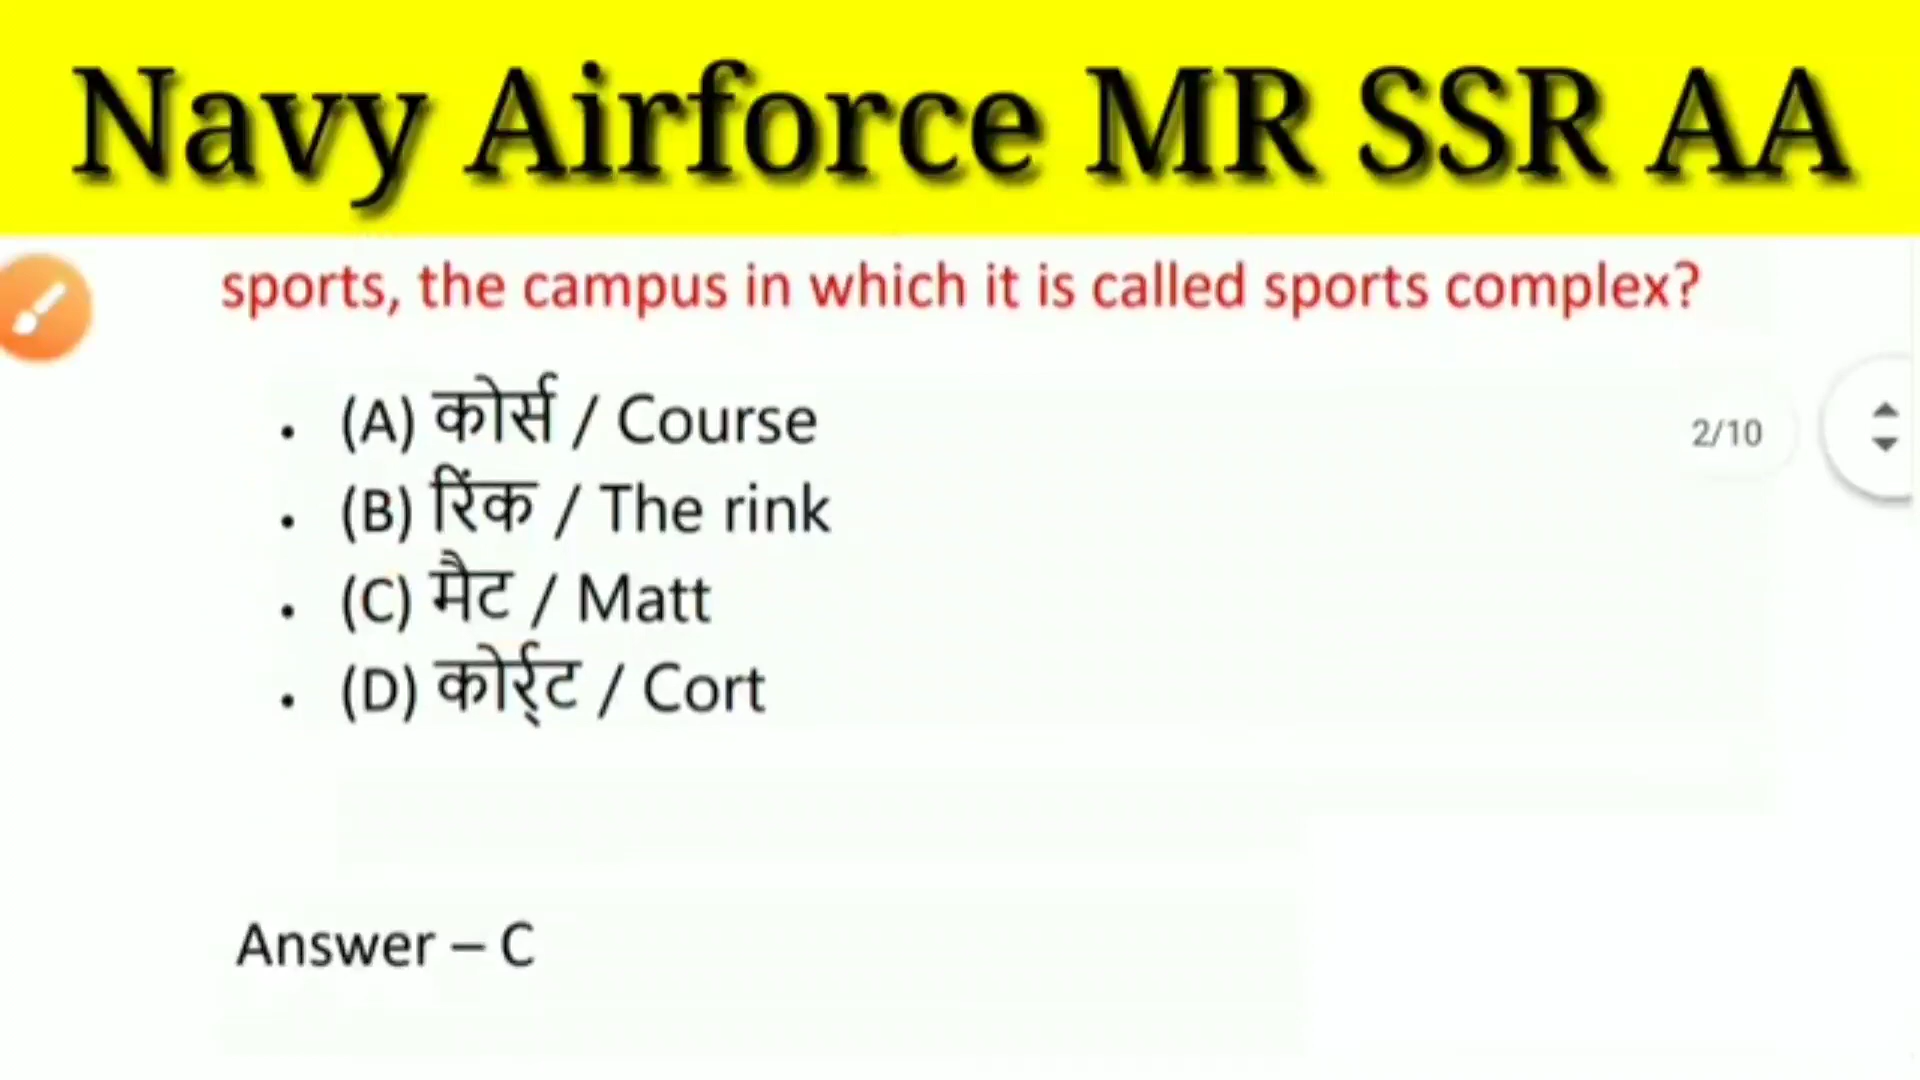 Navy Airforce MR SSR AA
sports, the campus in which it is called sports complex?
• (A) कोर्स / Course
2/10
• (B) रिंक / The rink
• (C) मैट / Matt
• (D) कोर्र्ट / Cort
Answer – C